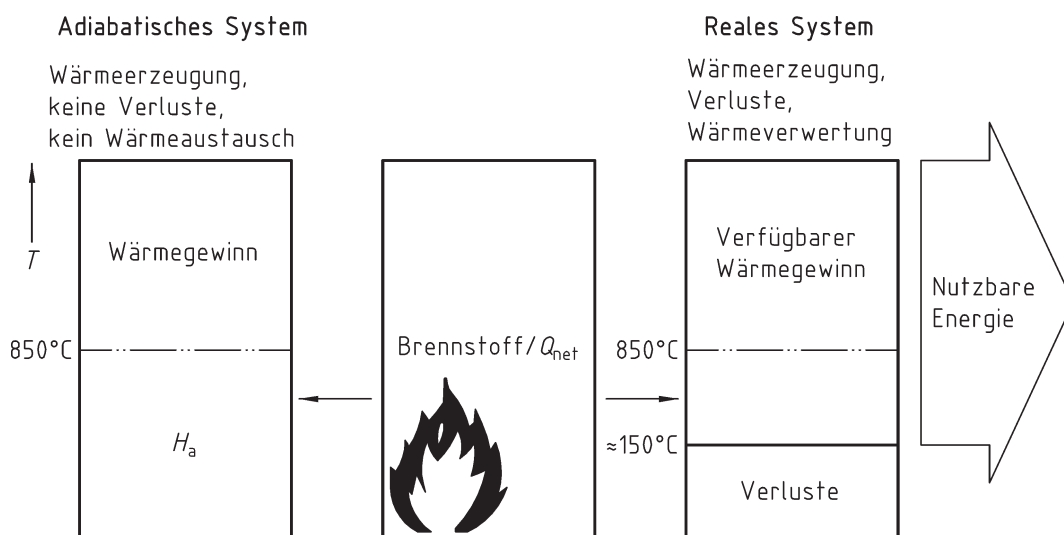 Adiabatisches System
Wärmeerzeugung,
keine Verluste,
kein Wärmeaustausch
T
Wärmegewinn
850°C
Ha
Brennstoff/Qnet
Reales System
Wärmeerzeugung,
Verluste,
Wärmeverwertung
Verfügbarer
Wärmegewinn
850°C
≈150°C
Verluste
Nutzbare
Energie